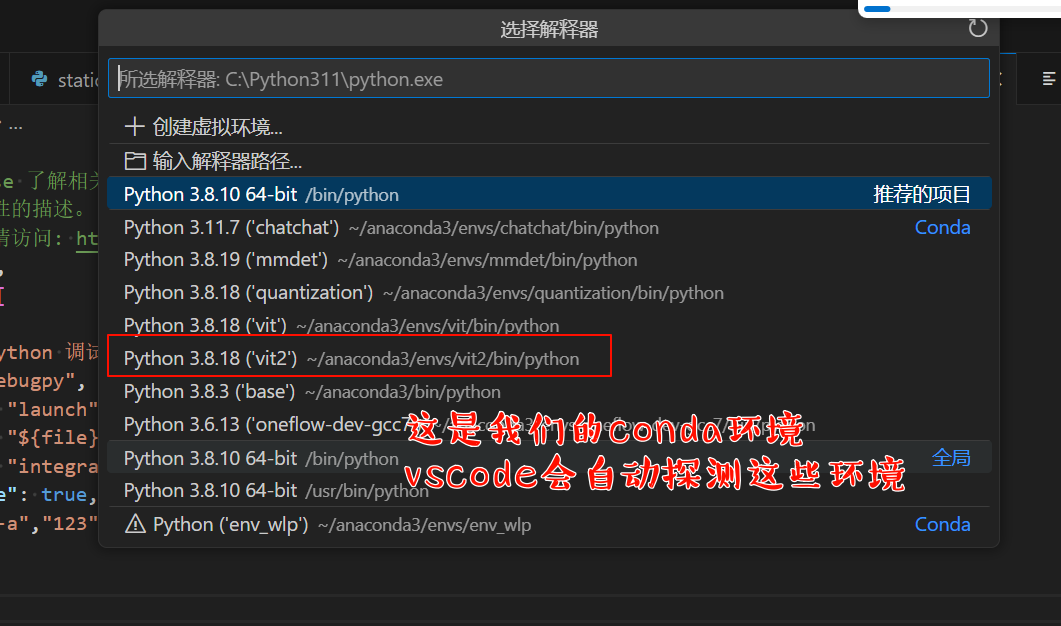 选择解释器
static
所选解释器: C:\Python311\python.exe
...
创建虚拟环境...
输入解释器路径...
se 了解相关
Python 3.8.10 64-bit /bin/python 推荐的项目
性的描述。
Python 3.11.7 ('chatchat') ~/anaconda3/envs/chatchat/bin/python Conda
请访问: ht
Python 3.8.19 ('mmdet') ~/anaconda3/envs/mmdet/bin/python
Python 3.8.18 ('quantization') ~/anaconda3/envs/quantization/bin/python
Python 3.8.18 ('vit') ~/anaconda3/envs/vit/bin/python
ython 调试
Python 3.8.18 ('vit2') ~/anaconda3/envs/vit2/bin/python
ebugpy",
Python 3.8.3 ('base') ~/anaconda3/bin/python
"launch"
Python 3.6.13 ('oneflow-dev-gcc7
这是我们的conda环境
"${file}
Python 3.8.10 64-bit /bin/python 全局
"integra
vscode会自动探测这些环境
Python 3.8.10 64-bit /usr/bin/python
e": true,
Python ('env_wlp') ~/anaconda3/envs/env_wlp Conda
-a","123"